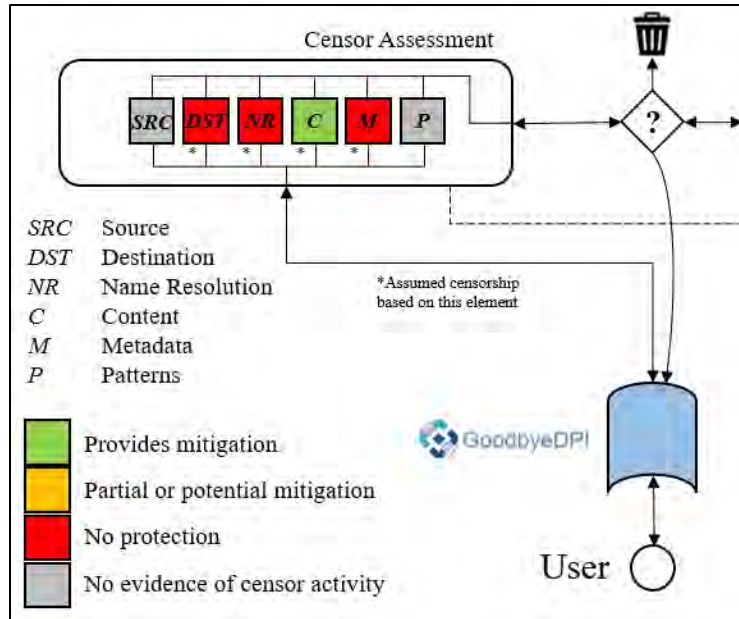 Censor Assessment
SRC DST NR C M P
* * * *
?
SRC Source
DST Destination
NR Name Resolution
C Content
M Metadata
P Patterns
*Assumed censorship
based on this element
Provides mitigation
Partial or potential mitigation
No protection
No evidence of censor activity
GoodbyeDPI
User